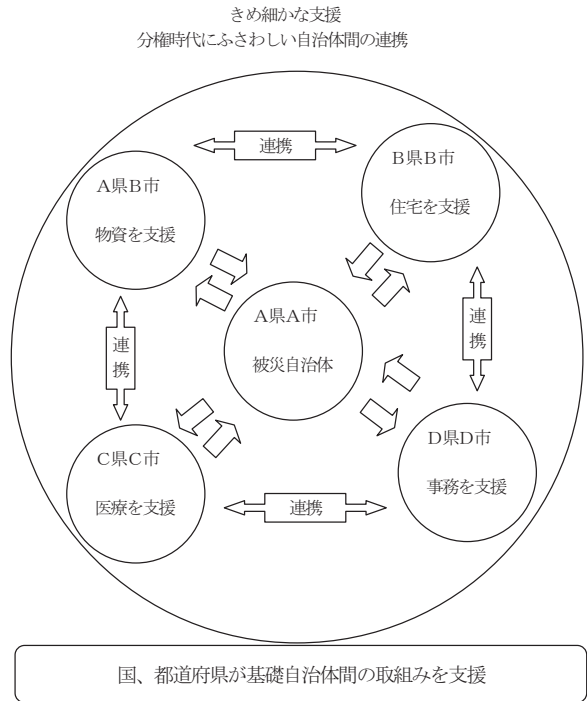 きめ細かな支援
分権時代にふさわしい自治体間の連携
連携
A県B市
物資を支援
B県B市
住宅を支援
A県A市
被災自治体
連携
連携
C県C市
医療を支援
D県D市
事務を支援
連携
国、都道府県が基礎自治体間の取組みを支援